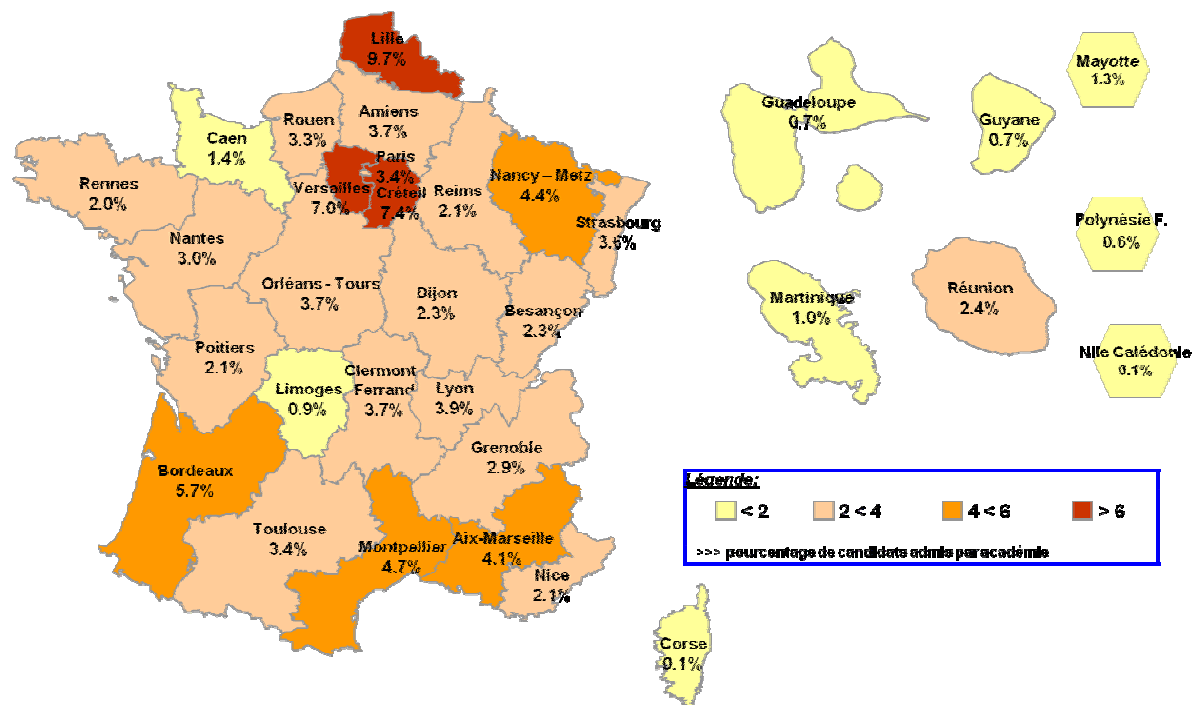 Lille
9.7%
Amiens
3.7%
Rouen
3.3%
Caen
1.4%
Paris
3.4%
Versailles
7.0%
Créteil
7.4%
Reims
2.1%
Nancy – Metz
4.4%
Strasbourg
3.6%
Rennes
2.0%
Nantes
3.0%
Orléans - Tours
3.7%
Dijon
2.3%
Besançon
2.3%
Poitiers
2.1%
Limoges
0.9%
Clermont
Ferrand
3.7%
Lyon
3.9%
Grenoble
2.9%
Bordeaux
5.7%
Toulouse
3.4%
Montpellier
4.7%
Aix-Marseille
4.1%
Nice
2.1%
Corse
0.1%
Guadeloupe
0.7%
Guyane
0.7%
Mayotte
1.3%
Polynésie F.
0.6%
Martinique
1.0%
Réunion
2.4%
Nlle Calédonie
0.1%
Légende:
< 2
2 < 4
4 < 6
> 6
>>> pourcentage de candidats admis par académie